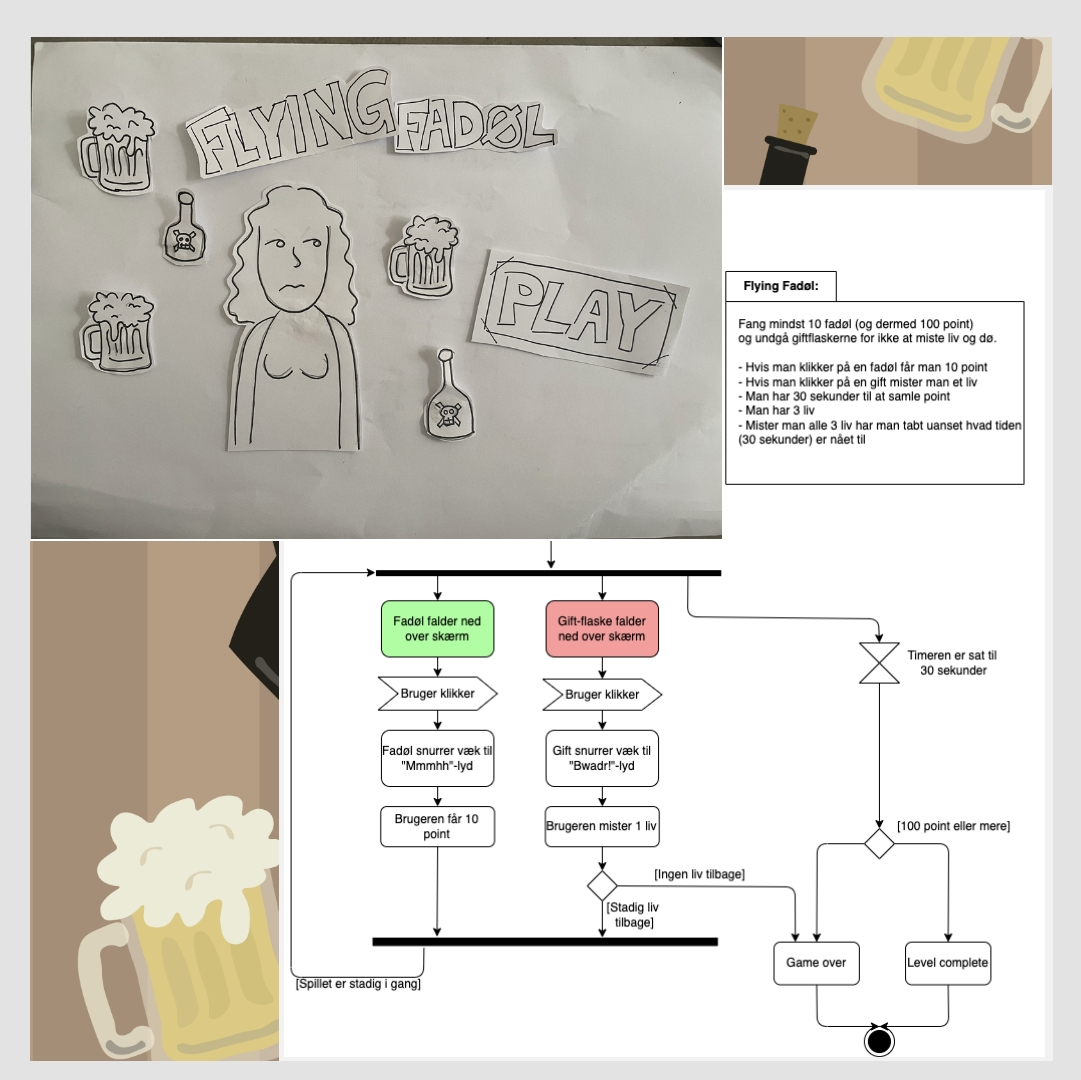 FLYING FADØL
PLAY
Flying Fadøl:
Fang mindst 10 fadøl (og dermed 100 point)
og undgå giftflaskerne for ikke at miste liv og dø.
- Hvis man klikker på en fadøl får man 10 point
- Hvis man klikker på en gift mister man et liv
- Man har 30 sekunder til at samle point
- Man har 3 liv
- Mister man alle 3 liv har man tabt uanset hvad tiden
(30 sekunder) er nået til
Fadøl falder ned
over skærm
Gift-flaske falder
ned over skærm
Timeren er sat til
30 sekunder
Bruger klikker
Bruger klikker
Fadøl snurrer væk til
"Mmmhh"-lyd
Gift snurrer væk til
"Bwadr!"-lyd
Brugeren får 10
point
Brugeren mister 1 liv
[100 point eller mere]
[Ingen liv tilbage]
[Stadig liv
tilbage]
Game over
Level complete
[Spillet er stadig i gang]